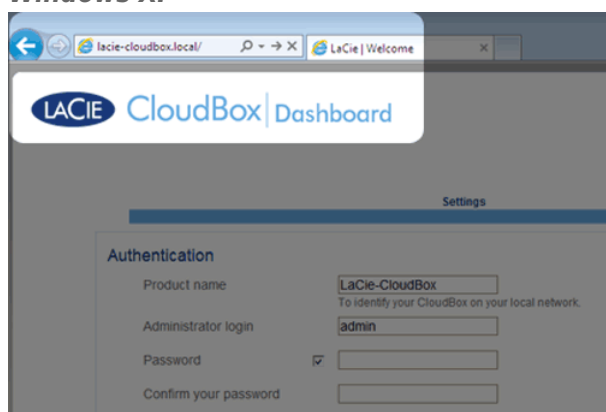 lacie-cloudbox.local/ LaCie | Welcome
LACIE CloudBox Dashboard
Settings
Authentication
Product name LaCie-CloudBox
To identify your CloudBox on your local network.
Administrator login admin
Password
Confirm your password